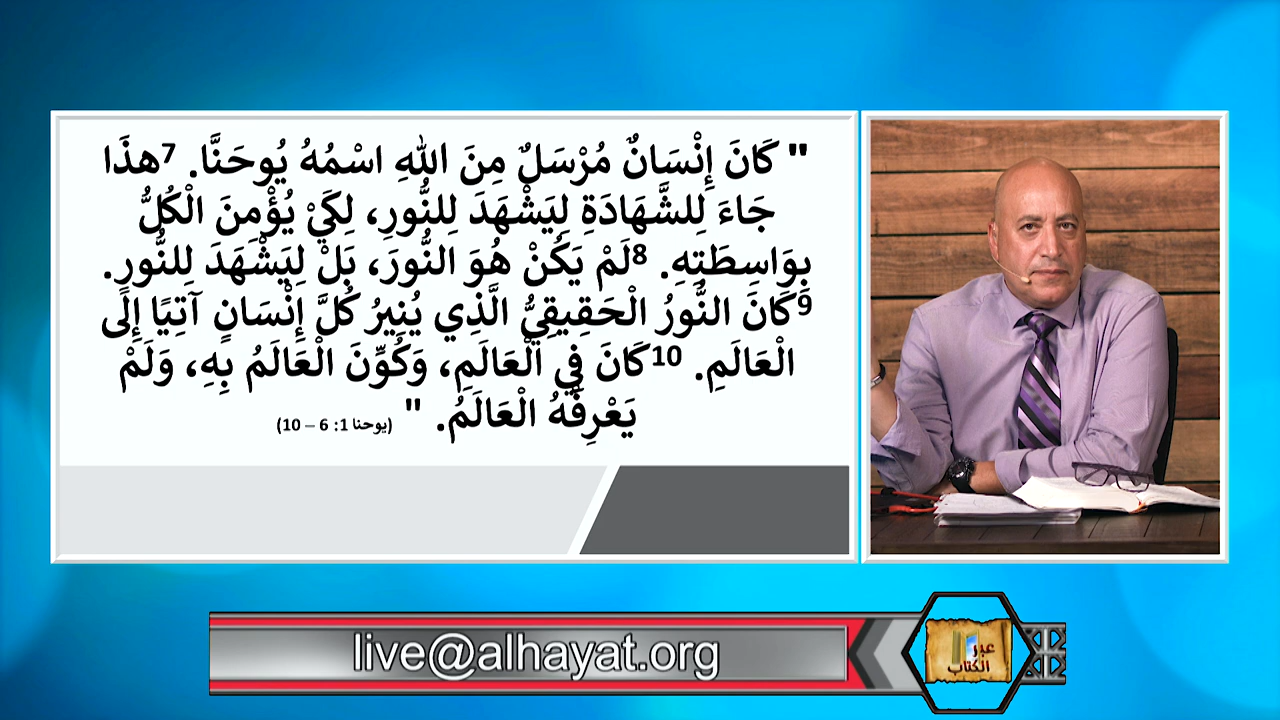 " كَانَ إِنْسَانٌ مُرْسَلٌ مِنَ اللهِ اسْمُهُ يُوحَنَّا. 7هذَا
جَاءَ لِلشَّهَادَةِ لِيَشْهَدَ لِلنُّورِ، لِكَيْ يُؤْمِنَ الْكُلُّ
بِوَاسِطَتِهِ. 8لَمْ يَكُنْ هُوَ النُّورَ، بَلْ لِيَشْهَدَ لِلنُّورِ.
9كَانَ النُّورُ الْحَقِيقِيُّ الَّذِي يُنِيرُ كُلَّ إِنْسَانٍ آتِيًا إِلَى
الْعَالَمِ. 10كَانَ فِي الْعَالَمِ، وَكُوِّنَ الْعَالَمُ بِهِ، وَلَمْ
يَعْرِفْهُ الْعَالَمُ. " (يوحنا 1: 6 – 10)
live@alhayat.org
عبر
الكتاب